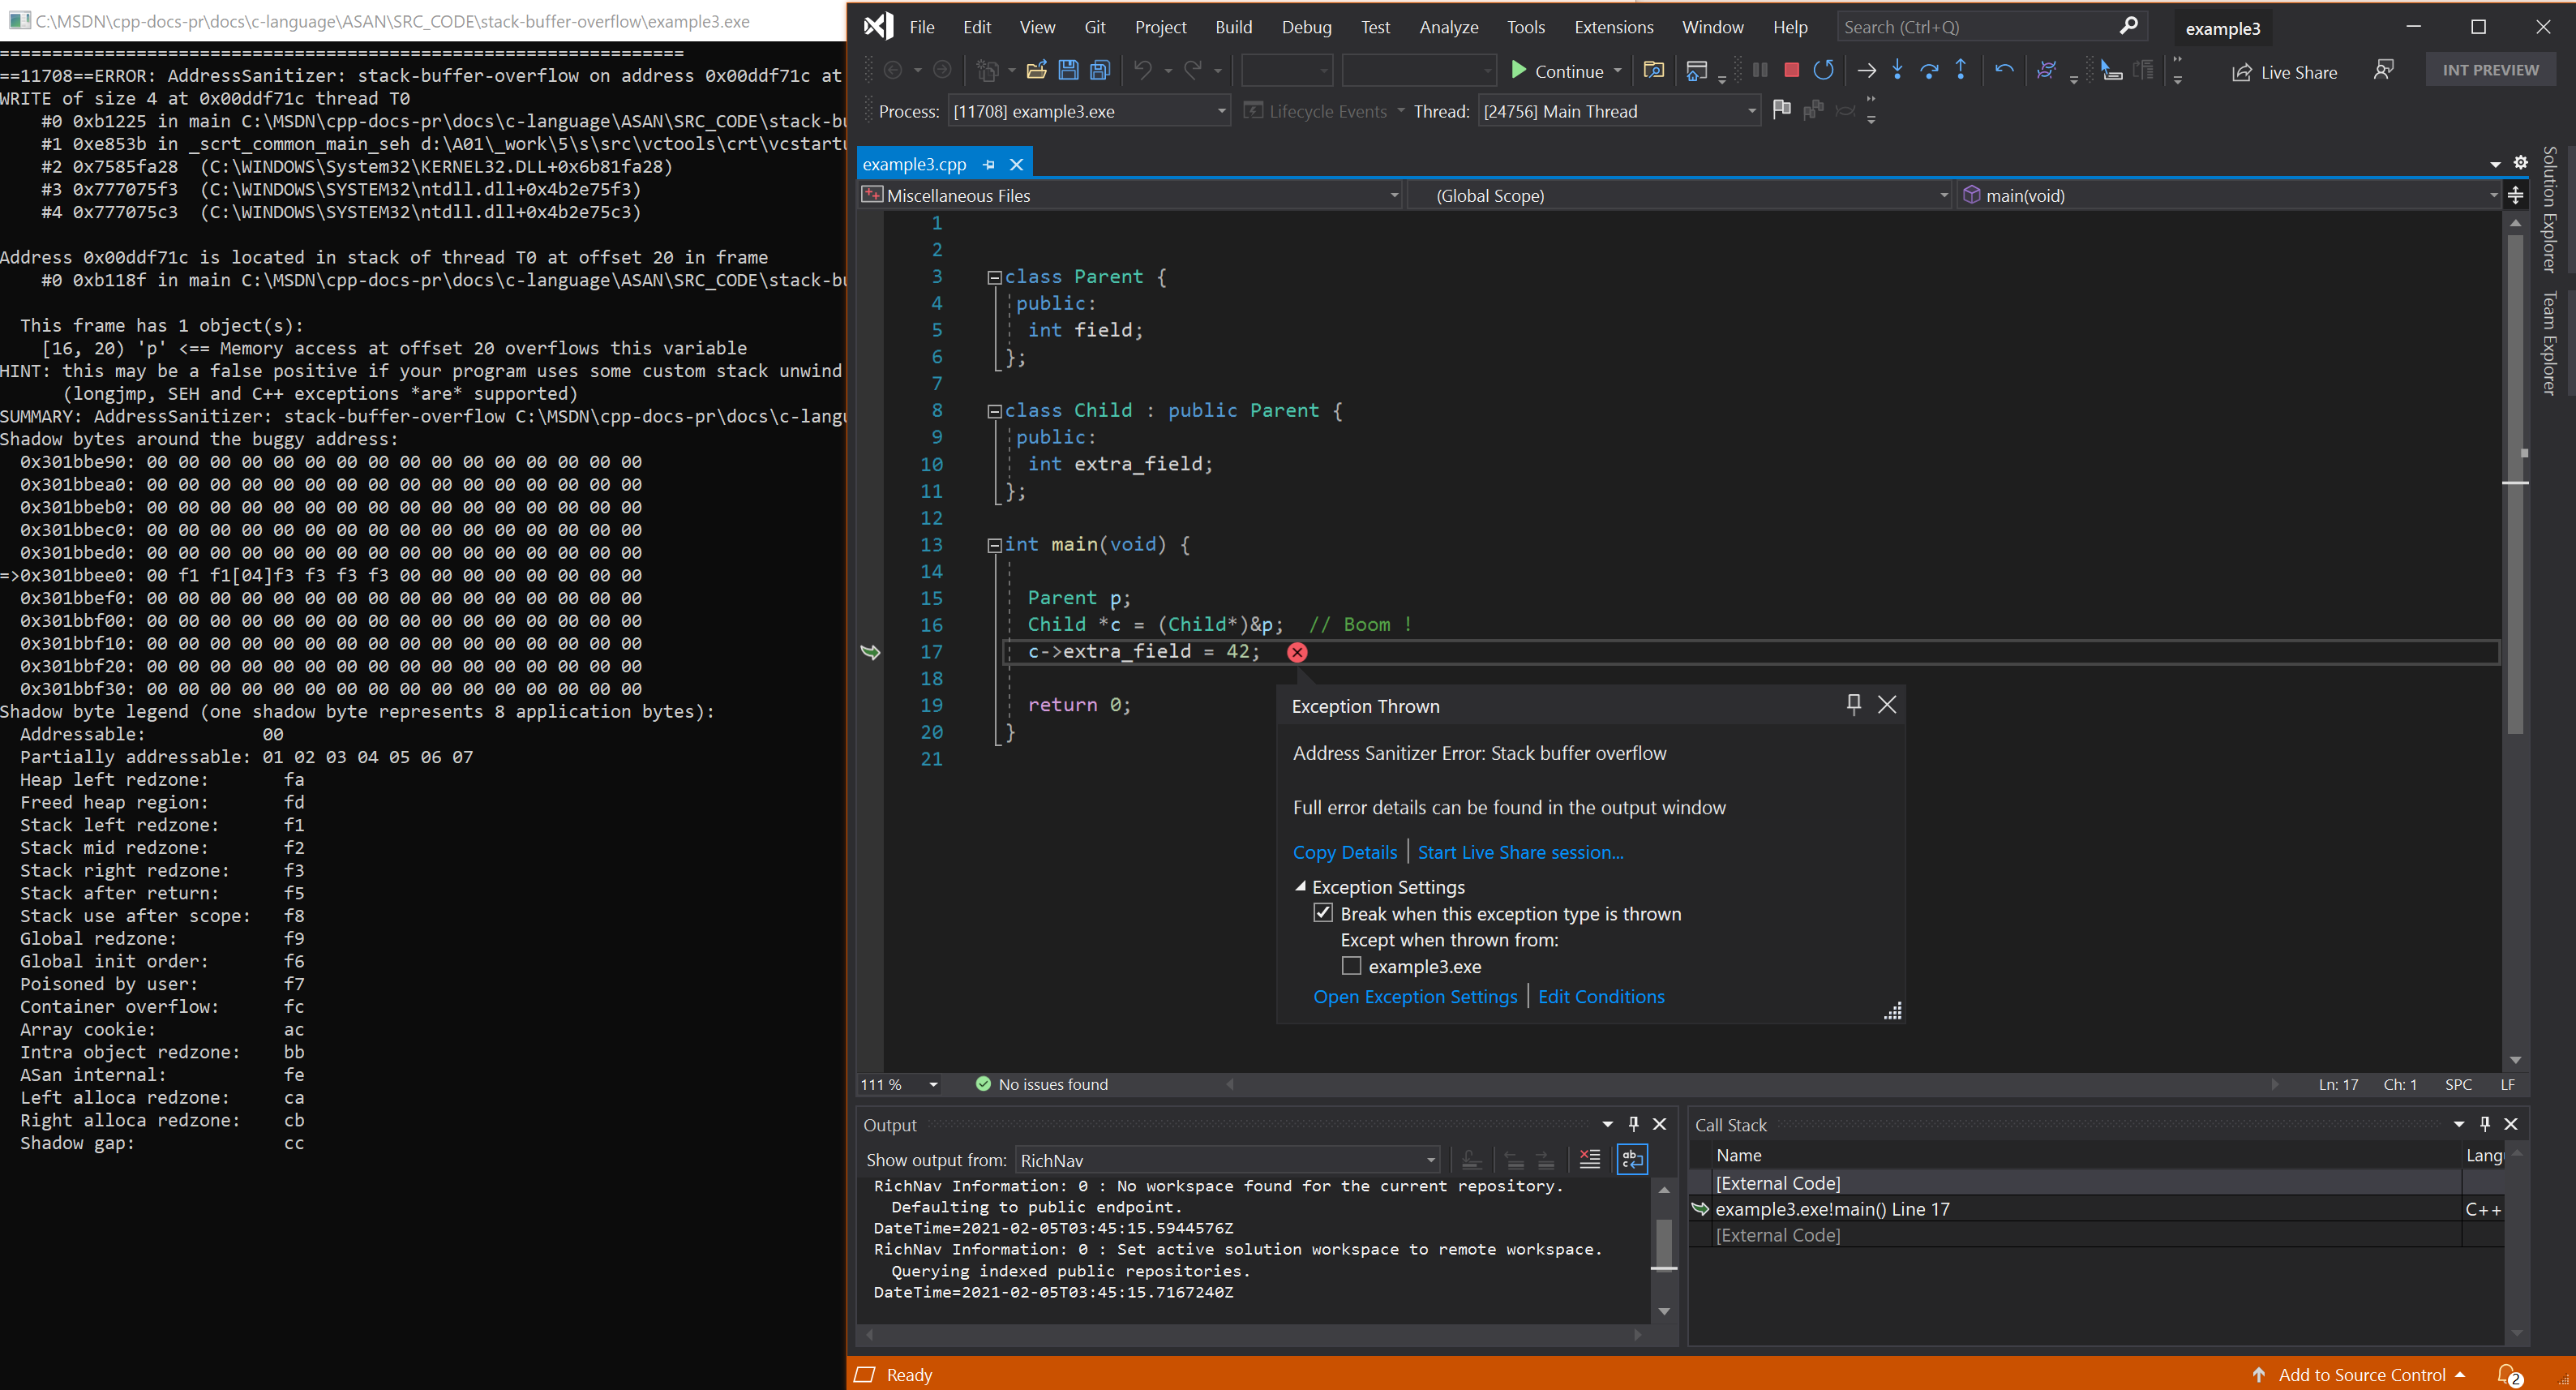 C:\MSDN\cpp-docs-pr\docs\c-language\ASAN\SRC_CODE\stack-buffer-overflow\example3.exe
=================================================================
==11708==ERROR: AddressSanitizer: stack-buffer-overflow on address 0x00ddf71c at
WRITE of size 4 at 0x00ddf71c thread T0
#0 0xb1225 in main C:\MSDN\cpp-docs-pr\docs\c-language\ASAN\SRC_CODE\stack-bu
#1 0xe853b in _scrt_common_main_seh d:\A01\_work\5\s\src\vctools\crt\vcstartu
#2 0x7585fa28  (C:\WINDOWS\System32\KERNEL32.DLL+0x6b81fa28)
#3 0x777075f3  (C:\WINDOWS\SYSTEM32\ntdll.dll+0x4b2e75f3)
#4 0x777075c3  (C:\WINDOWS\SYSTEM32\ntdll.dll+0x4b2e75c3)
Address 0x00ddf71c is located in stack of thread T0 at offset 20 in frame
#0 0xb118f in main C:\MSDN\cpp-docs-pr\docs\c-language\ASAN\SRC_CODE\stack-bu
This frame has 1 object(s):
[16, 20) 'p' <== Memory access at offset 20 overflows this variable
HINT: this may be a false positive if your program uses some custom stack unwind
(longjmp, SEH and C++ exceptions *are* supported)
SUMMARY: AddressSanitizer: stack-buffer-overflow C:\MSDN\cpp-docs-pr\docs\c-langu
Shadow bytes around the buggy address:
0x301bbe90: 00 00 00 00 00 00 00 00 00 00 00 00 00 00 00 00
0x301bbea0: 00 00 00 00 00 00 00 00 00 00 00 00 00 00 00 00
0x301bbeb0: 00 00 00 00 00 00 00 00 00 00 00 00 00 00 00 00
0x301bbec0: 00 00 00 00 00 00 00 00 00 00 00 00 00 00 00 00
0x301bbed0: 00 00 00 00 00 00 00 00 00 00 00 00 00 00 00 00
=>0x301bbee0: 00 f1 f1[04]f3 f3 f3 f3 00 00 00 00 00 00 00 00
0x301bbef0: 00 00 00 00 00 00 00 00 00 00 00 00 00 00 00 00
0x301bbf00: 00 00 00 00 00 00 00 00 00 00 00 00 00 00 00 00
0x301bbf10: 00 00 00 00 00 00 00 00 00 00 00 00 00 00 00 00
0x301bbf20: 00 00 00 00 00 00 00 00 00 00 00 00 00 00 00 00
0x301bbf30: 00 00 00 00 00 00 00 00 00 00 00 00 00 00 00 00
Shadow byte legend (one shadow byte represents 8 application bytes):
Addressable:           00
Partially addressable: 01 02 03 04 05 06 07
Heap left redzone:       fa
Freed heap region:       fd
Stack left redzone:      f1
Stack mid redzone:       f2
Stack right redzone:     f3
Stack after return:      f5
Stack use after scope:   f8
Global redzone:          f9
Global init order:       f6
Poisoned by user:        f7
Container overflow:      fc
Array cookie:            ac
Intra object redzone:    bb
ASan internal:           fe
Left alloca redzone:     ca
Right alloca redzone:    cb
Shadow gap:              cc
File Edit View Git Project Build Debug Test Analyze Tools Extensions Window Help Search (Ctrl+Q) example3
Continue Live Share INT PREVIEW
Process: [11708] example3.exe Lifecycle Events Thread: [24756] Main Thread
example3.cpp
Miscellaneous Files (Global Scope) main(void)
1
2
3 class Parent {
4 public:
5 int field;
6 };
7
8 class Child : public Parent {
9 public:
10 int extra_field;
11 };
12
13 int main(void) {
14
15 Parent p;
16 Child *c = (Child*)&p;  // Boom !
17 c->extra_field = 42;
18
19 return 0;
20 }
21
Exception Thrown
Address Sanitizer Error: Stack buffer overflow
Full error details can be found in the output window
Copy Details | Start Live Share session...
Exception Settings
Break when this exception type is thrown
Except when thrown from:
example3.exe
Open Exception Settings | Edit Conditions
Solution Explorer
Team Explorer
111 % No issues found Ln: 17 Ch: 1 SPC LF
Output
Show output from: RichNav
RichNav Information: 0 : No workspace found for the current repository.
Defaulting to public endpoint.
DateTime=2021-02-05T03:45:15.5944576Z
RichNav Information: 0 : Set active solution workspace to remote workspace.
Querying indexed public repositories.
DateTime=2021-02-05T03:45:15.7167240Z
Call Stack
Name Lang
[External Code]
example3.exe!main() Line 17 C++
[External Code]
Ready Add to Source Control 2